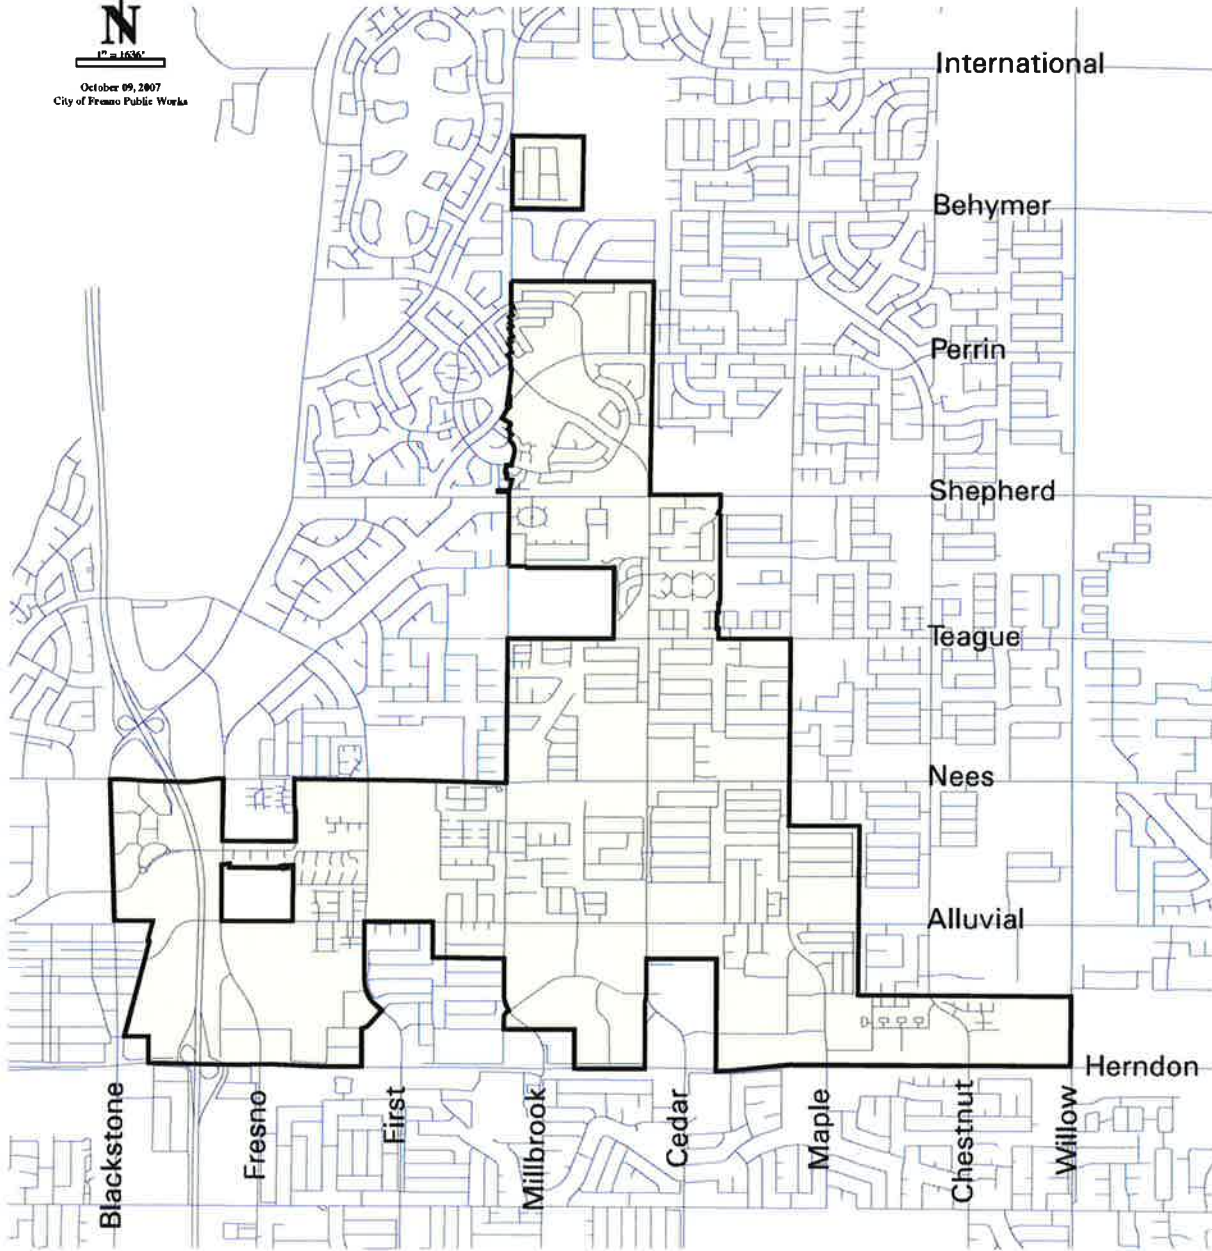 N
1" = 1636'
October 09, 2007
City of Fresno Public Works
International
Behymer
Perrin
Shepherd
Teague
Nees
Alluvial
Herndon
Blackstone
Fresno
First
Millbrook
Cedar
Maple
Chestnut
Willow